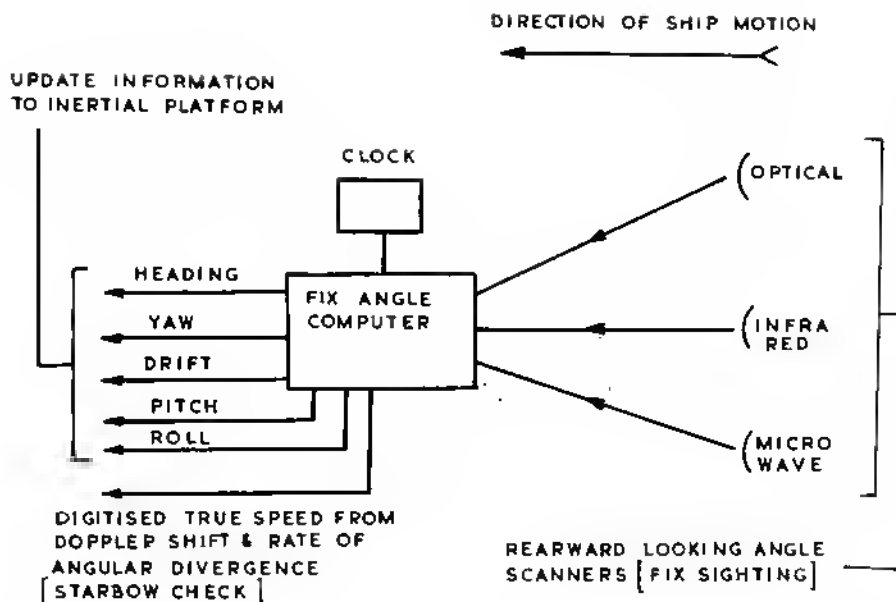 DIRECTION OF SHIP MOTION
UPDATE INFORMATION
TO INERTIAL PLATFORM
CLOCK
(OPTICAL
HEADING
FIX ANGLE
COMPUTER
YAW
(INFRA
RED
DRIFT
PITCH
ROLL
(MICRO
WAVE
DIGITISED TRUE SPEED FROM
DOPPLER SHIFT & RATE OF
ANGULAR DIVERGENCE
[STARBOW CHECK]
REARWARD LOOKING ANGLE
SCANNERS [FIX SIGHTING]